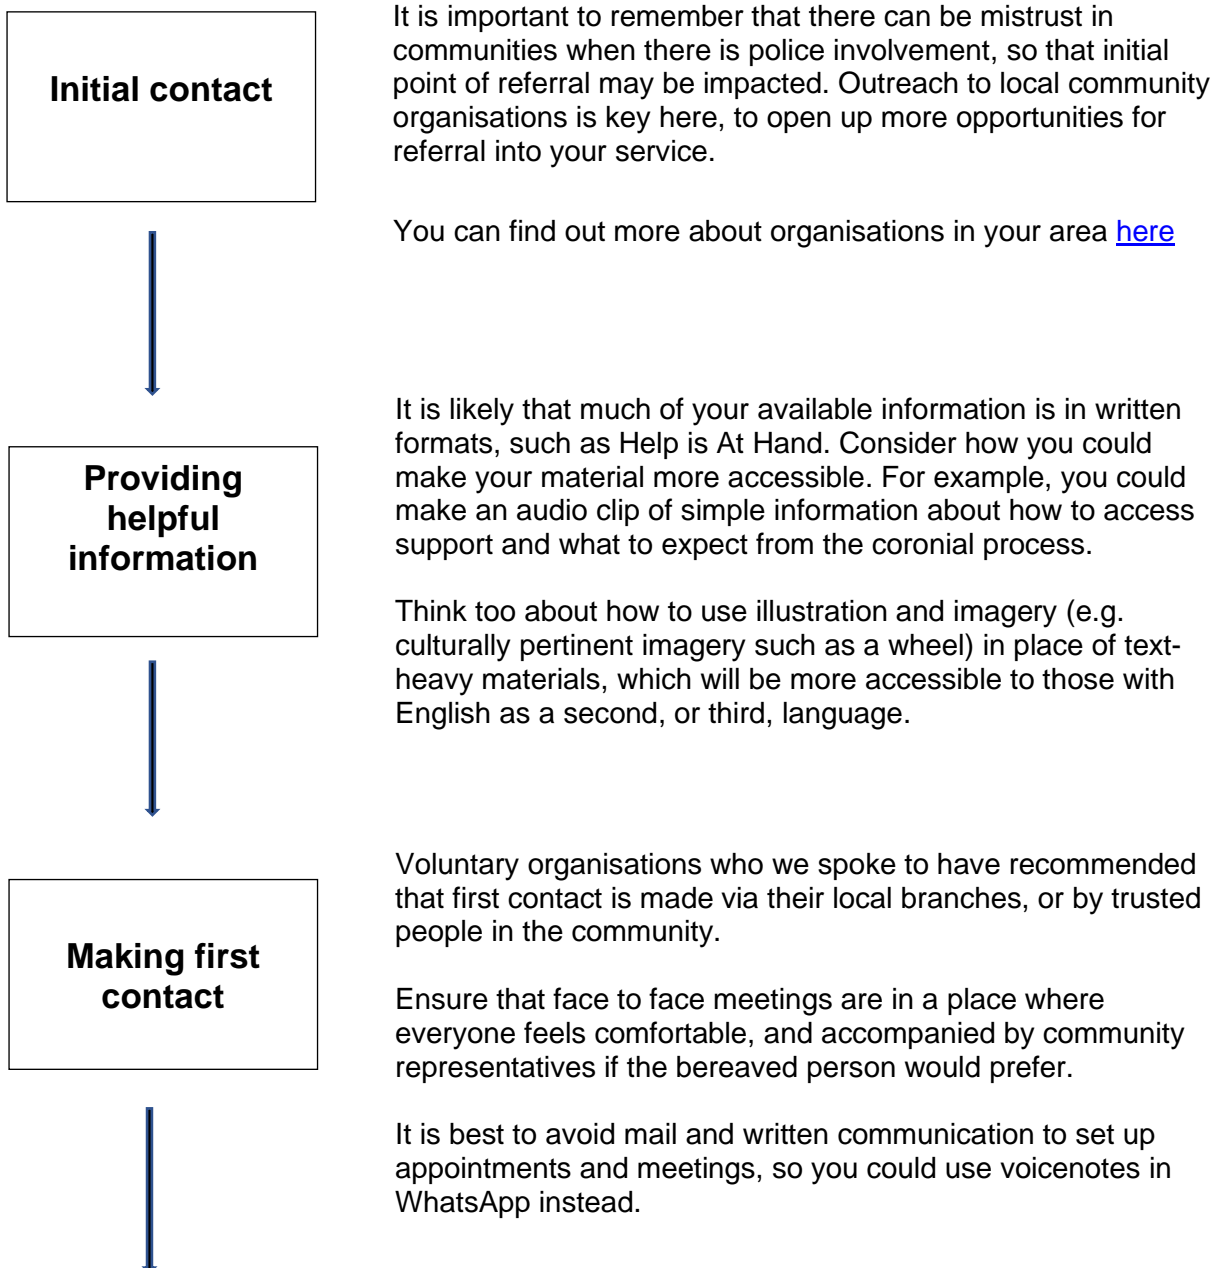 Initial contact
It is important to remember that there can be mistrust in
communities when there is police involvement, so that initial
point of referral may be impacted. Outreach to local community
organisations is key here, to open up more opportunities for
referral into your service.
You can find out more about organisations in your area here
Providing
helpful
information
It is likely that much of your available information is in written
formats, such as Help is At Hand. Consider how you could
make your material more accessible. For example, you could
make an audio clip of simple information about how to access
support and what to expect from the coronial process.
Think too about how to use illustration and imagery (e.g.
culturally pertinent imagery such as a wheel) in place of text-
heavy materials, which will be more accessible to those with
English as a second, or third, language.
Making first
contact
Voluntary organisations who we spoke to have recommended
that first contact is made via their local branches, or by trusted
people in the community.
Ensure that face to face meetings are in a place where
everyone feels comfortable, and accompanied by community
representatives if the bereaved person would prefer.
It is best to avoid mail and written communication to set up
appointments and meetings, so you could use voicenotes in
WhatsApp instead.